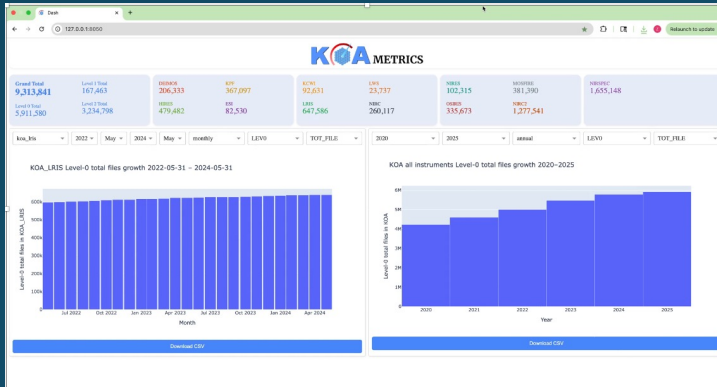 Dash
127.0.0.1:8050
Relaunch to update
KOA METRICS
Grand Total
9,313,841
Level 0 Total
5,911,580
Level 1 Total
167,463
Level 2 Total
3,234,798
DEIMOS
206,333
HIRES
479,482
KPF
367,097
ESI
82,530
KCWI
92,631
LRIS
647,586
LWS
23,737
NIRC
260,117
NIRES
102,315
OSIRIS
335,673
MOSFIRE
381,390
NIRC2
1,277,541
NIRSPEC
1,655,148
koa_lris 2022 May 2024 May monthly LEV0 TOT_FILE
2020 2025 annual LEV0 TOT_FILE
KOA_LRIS Level-0 total files growth 2022-05-31 – 2024-05-31
Level-0 total files in KOA_LRIS
600k
500k
400k
300k
200k
100k
0
Jul 2022 Oct 2022 Jan 2023 Apr 2023 Jul 2023 Oct 2023 Jan 2024 Apr 2024
Month
Download CSV
KOA all instruments Level-0 total files growth 2020–2025
Level-0 total files in KOA
6M
5M
4M
3M
2M
1M
0
2020 2021 2022 2023 2024 2025
Year
Download CSV